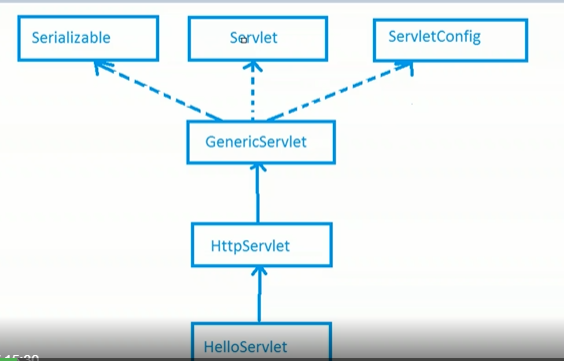 Serializable
Servlet
ServletConfig
GenericServlet
HttpServlet
HelloServlet